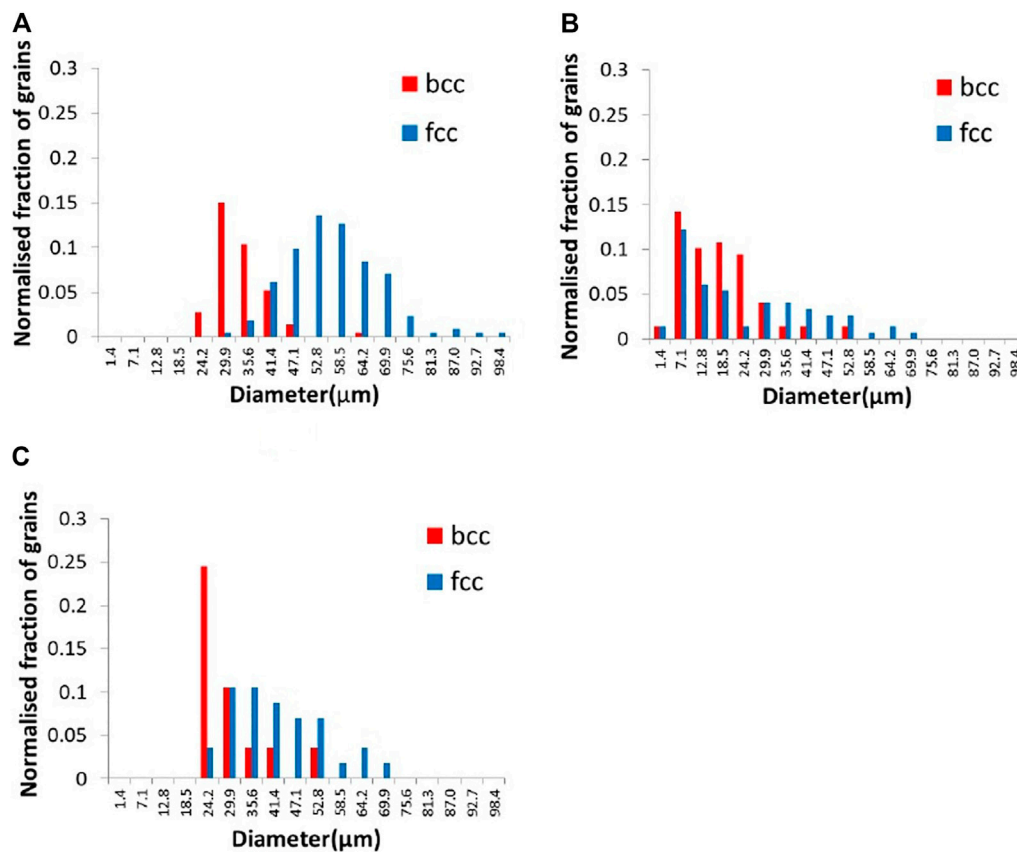 A
Normalised fraction of grains
0.3
0.25
0.2
0.15
0.1
0.05
0
bcc
fcc
1.4 7.1 12.8 18.5 24.2 29.9 35.6 41.4 47.1 52.8 58.5 64.2 69.9 75.6 81.3 87.0 92.7 98.4
Diameter(μm)
B
Normalised fraction of grains
0.3
0.25
0.2
0.15
0.1
0.05
0
bcc
fcc
1.4 7.1 12.8 18.5 24.2 29.9 35.6 41.4 47.1 52.8 58.5 64.2 69.9 75.6 81.3 87.0 92.7 98.4
Diameter(μm)
C
Normalised fraction of grains
0.3
0.25
0.2
0.15
0.1
0.05
0
bcc
fcc
1.4 7.1 12.8 18.5 24.2 29.9 35.6 41.4 47.1 52.8 58.5 64.2 69.9 75.6 81.3 87.0 92.7 98.4
Diameter(μm)